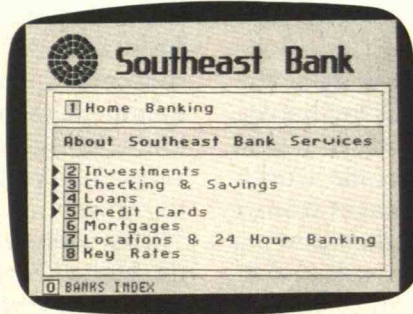 Southeast Bank
1 Home Banking
About Southeast Bank Services
2 Investments
3 Checking & Savings
4 Loans
5 Credit Cards
6 Mortgages
7 Locations & 24 Hour Banking
8 Key Rates
0 BANKS INDEX